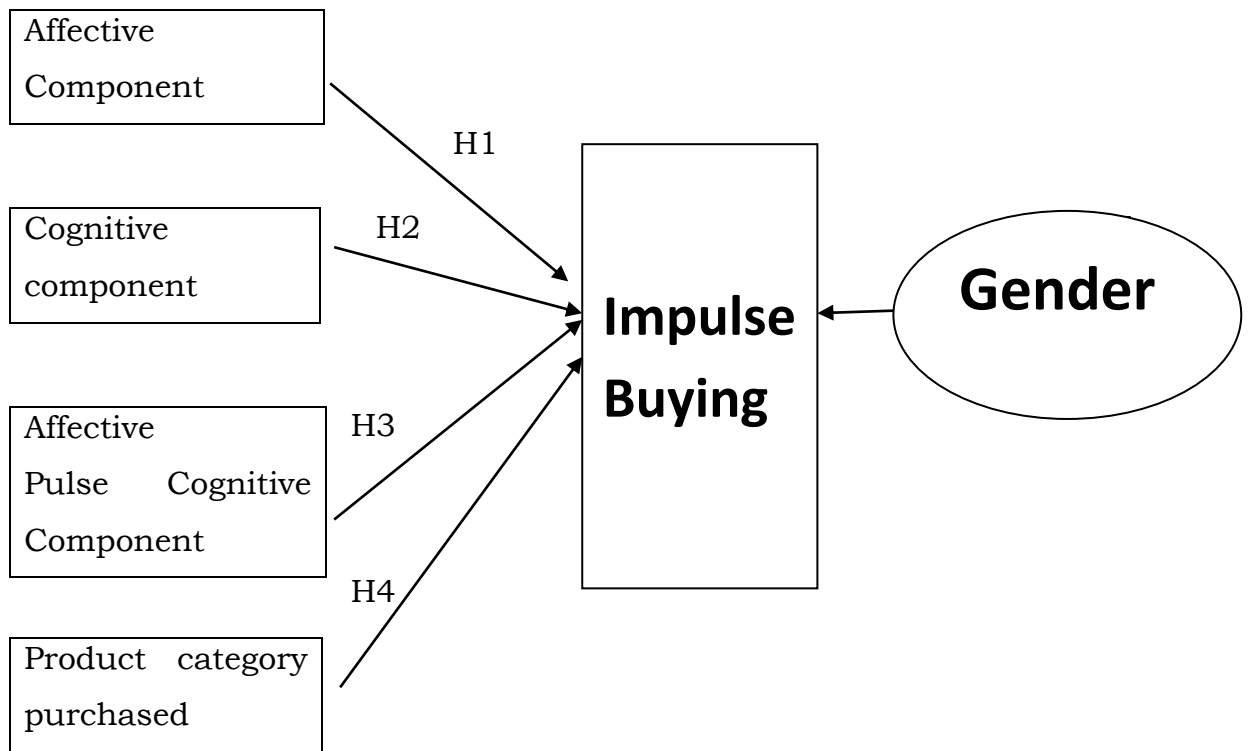 Affective
Component
H1
Cognitive
component
H2
Affective
Pulse Cognitive
Component
H3
Product category
purchased
H4
Impulse
Buying
Gender